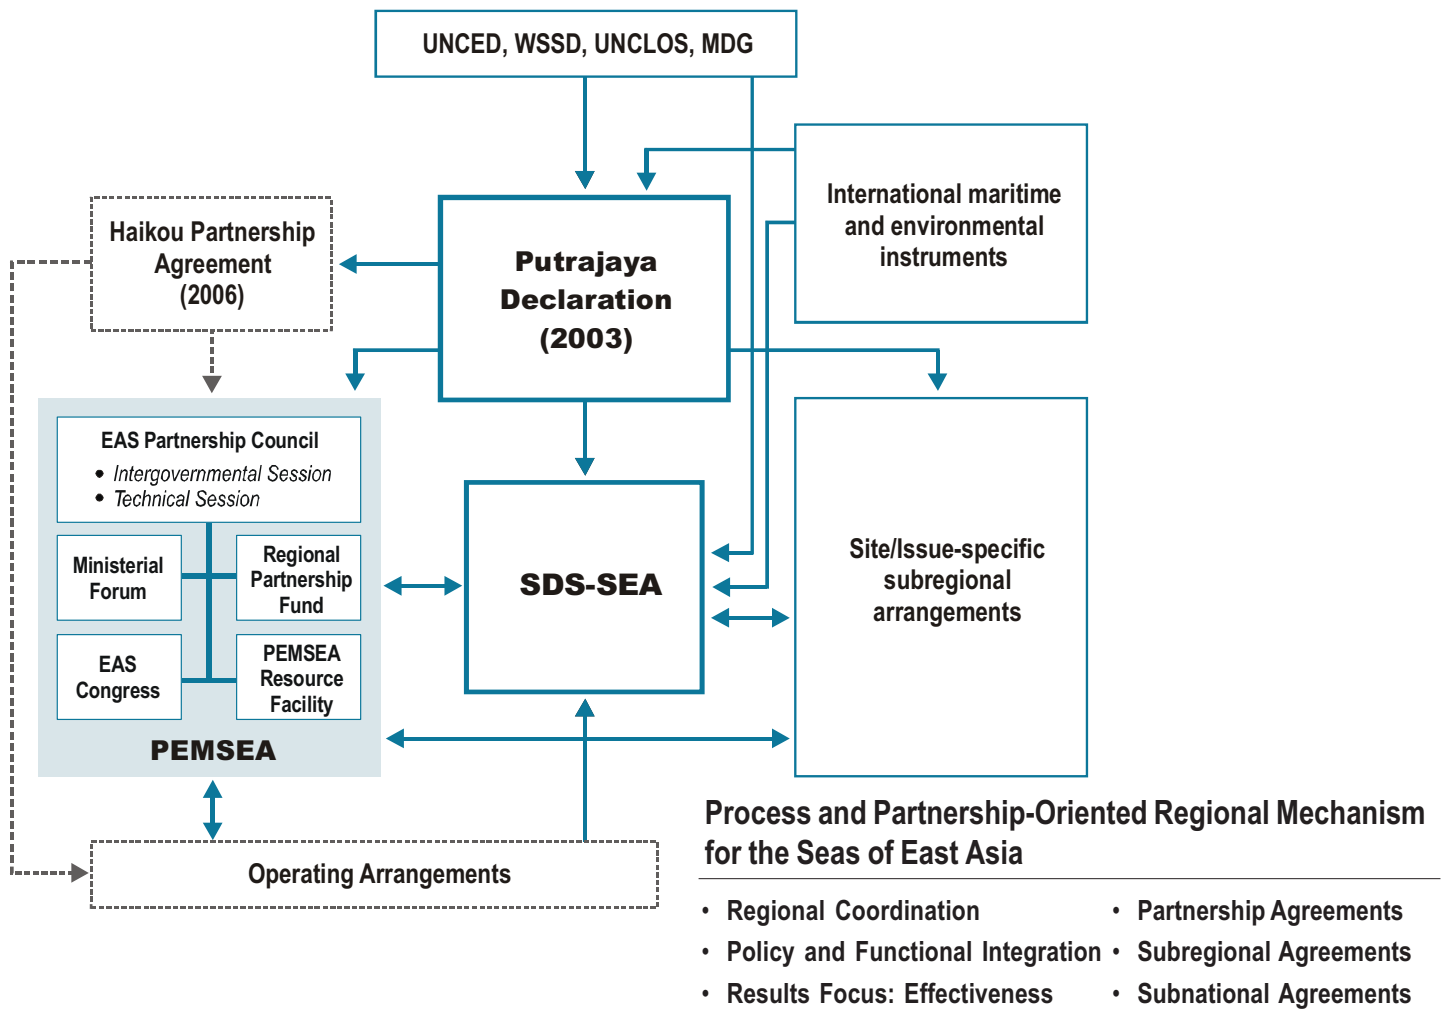 UNCED, WSSD, UNCLOS, MDG
International maritime
and environmental
instruments
Haikou Partnership
Agreement
(2006)
Putrajaya
Declaration
(2003)
EAS Partnership Council
• Intergovernmental Session
• Technical Session
Ministerial
Forum
Regional
Partnership
Fund
EAS
Congress
PEMSEA
Resource
Facility
PEMSEA
SDS-SEA
Site/Issue-specific
subregional
arrangements
Operating Arrangements
Process and Partnership-Oriented Regional Mechanism
for the Seas of East Asia
• Regional Coordination
• Policy and Functional Integration
• Results Focus: Effectiveness
• Partnership Agreements
• Subregional Agreements
• Subnational Agreements